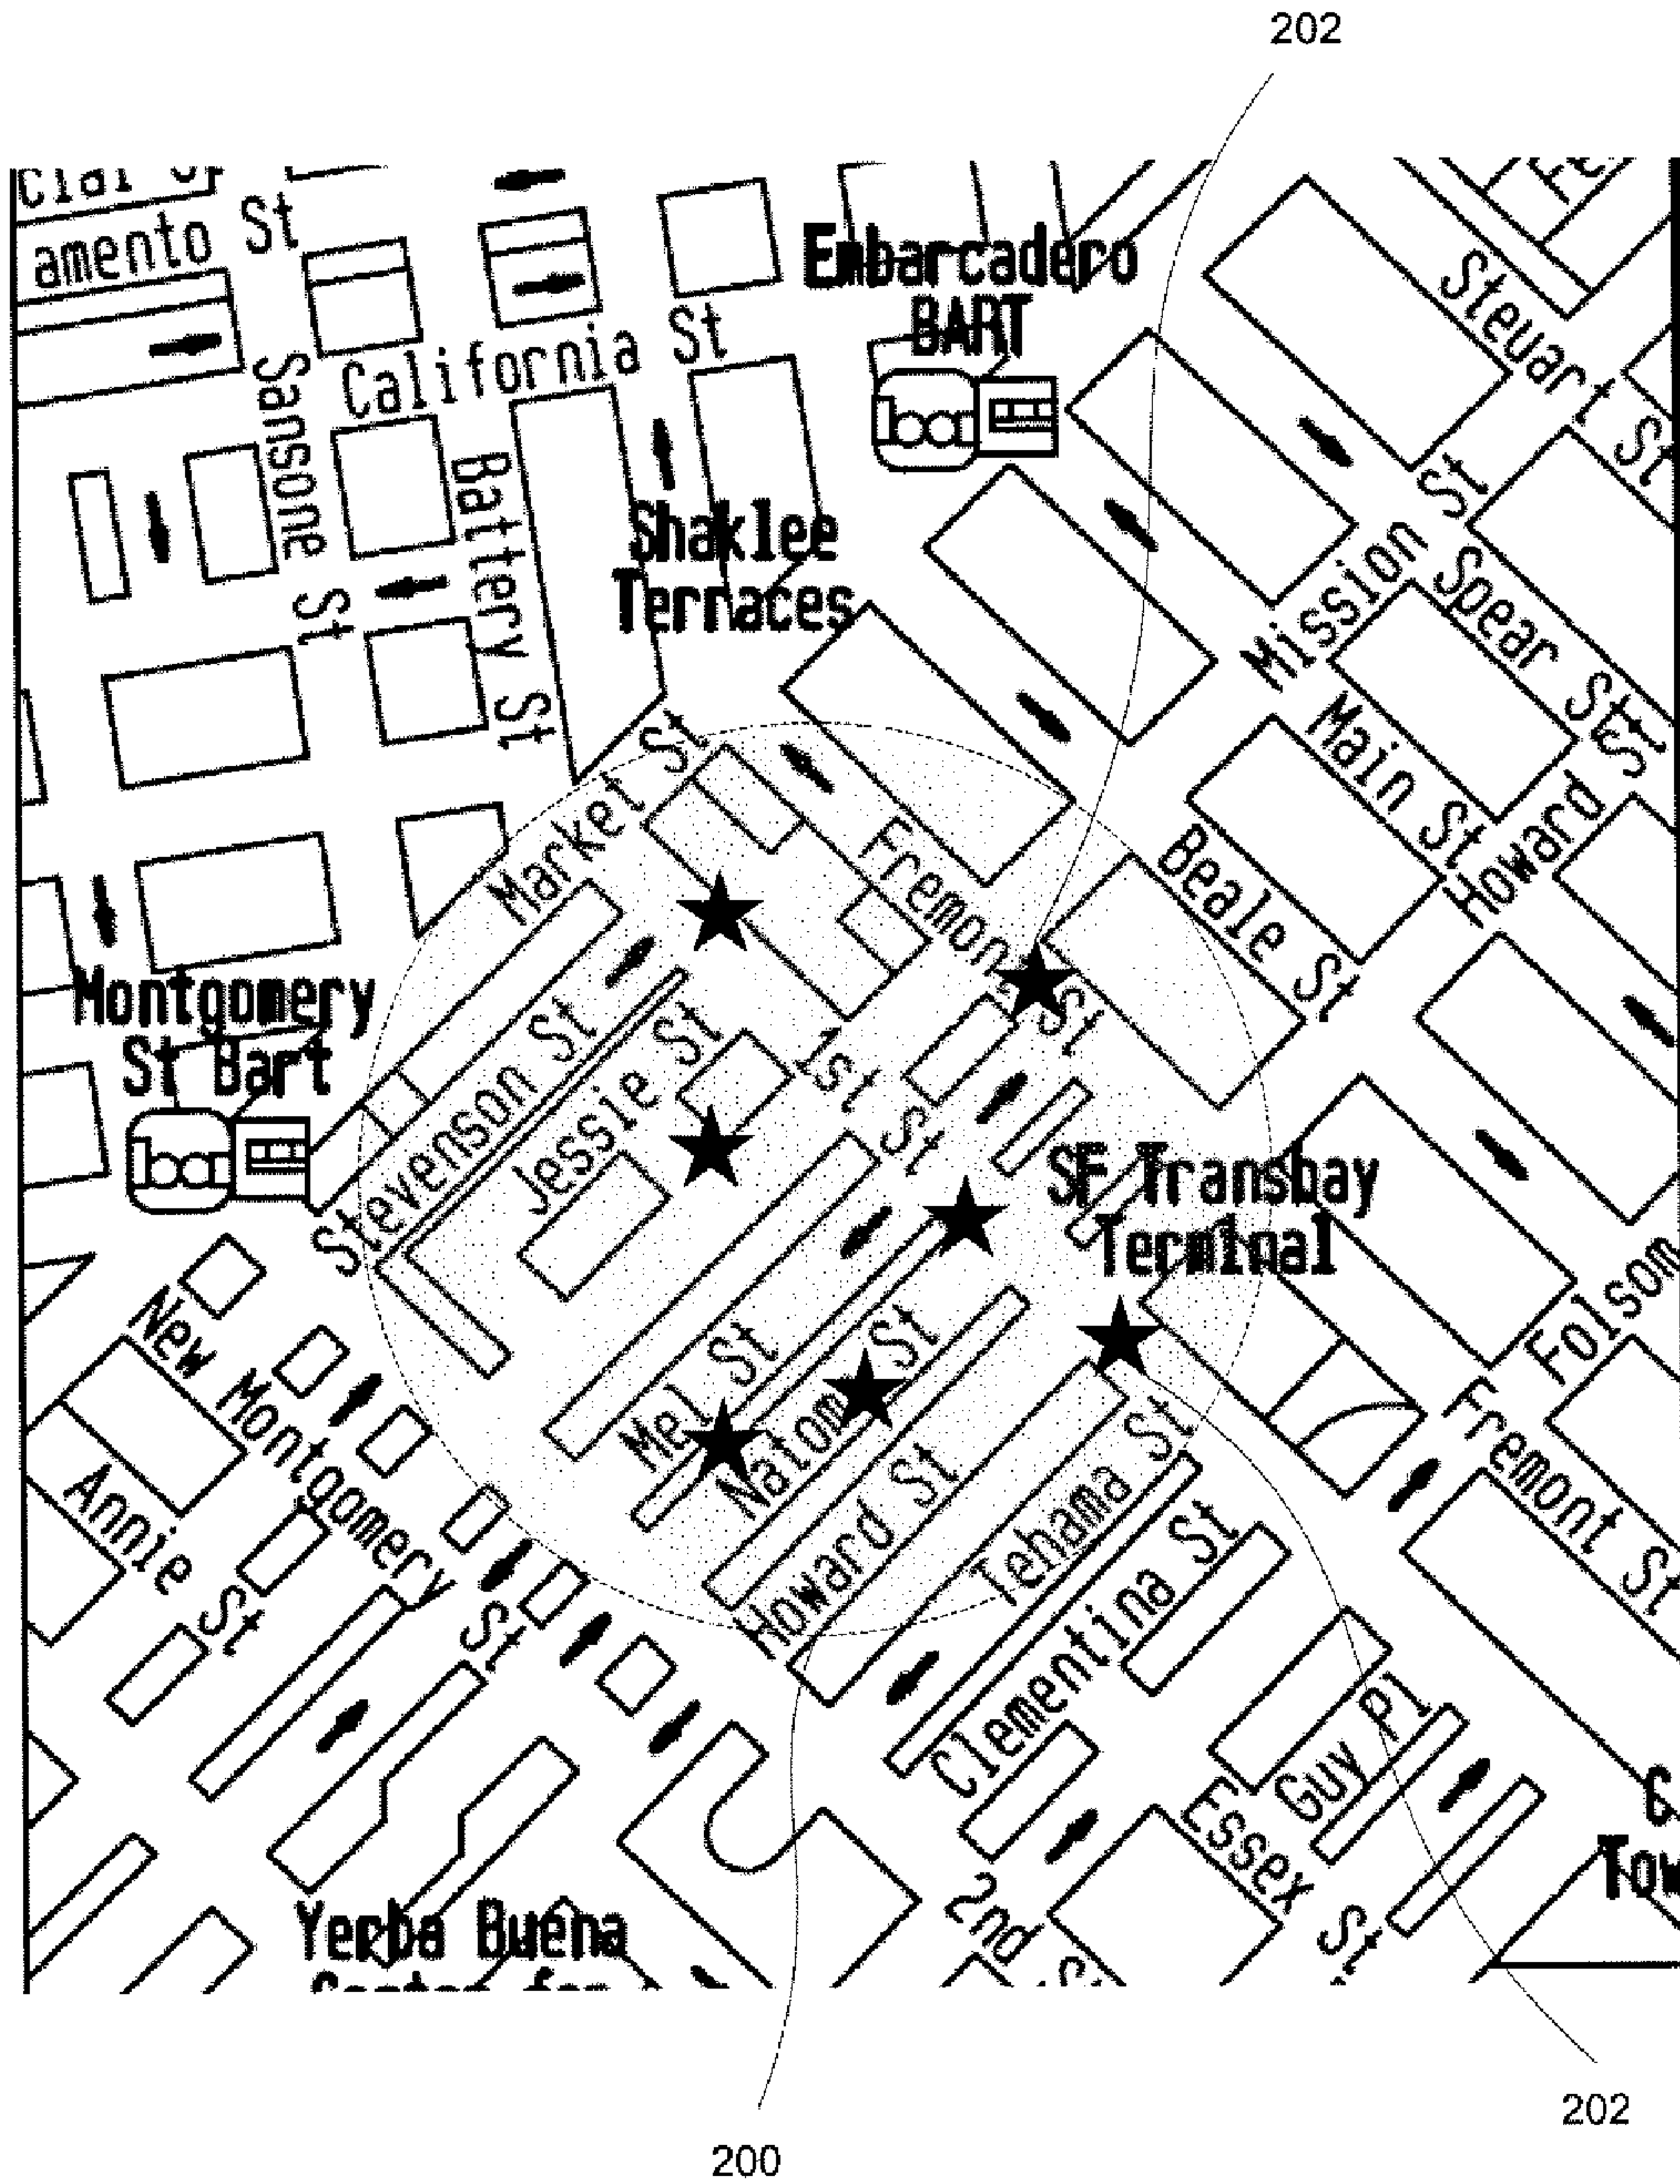 202
amento St
Embarcadero
BART
Steuart St
California St
Sansone St
Battery St
Shaklee
Terraces
Mission St
Spear St
Main St
Howard St
Market St
Fremont St
Beale St
Montgomery
St Bart
Stevenson St
Jessie St
1st St
SF Transbay
Terminal
Folsom
New Montgomery St
Mel St
Natom
St
Fremont St
Annie St
Howard St
Tehama St
Clementina St
Guy Pl
Essex St
2nd
Yerba Buena
202
200